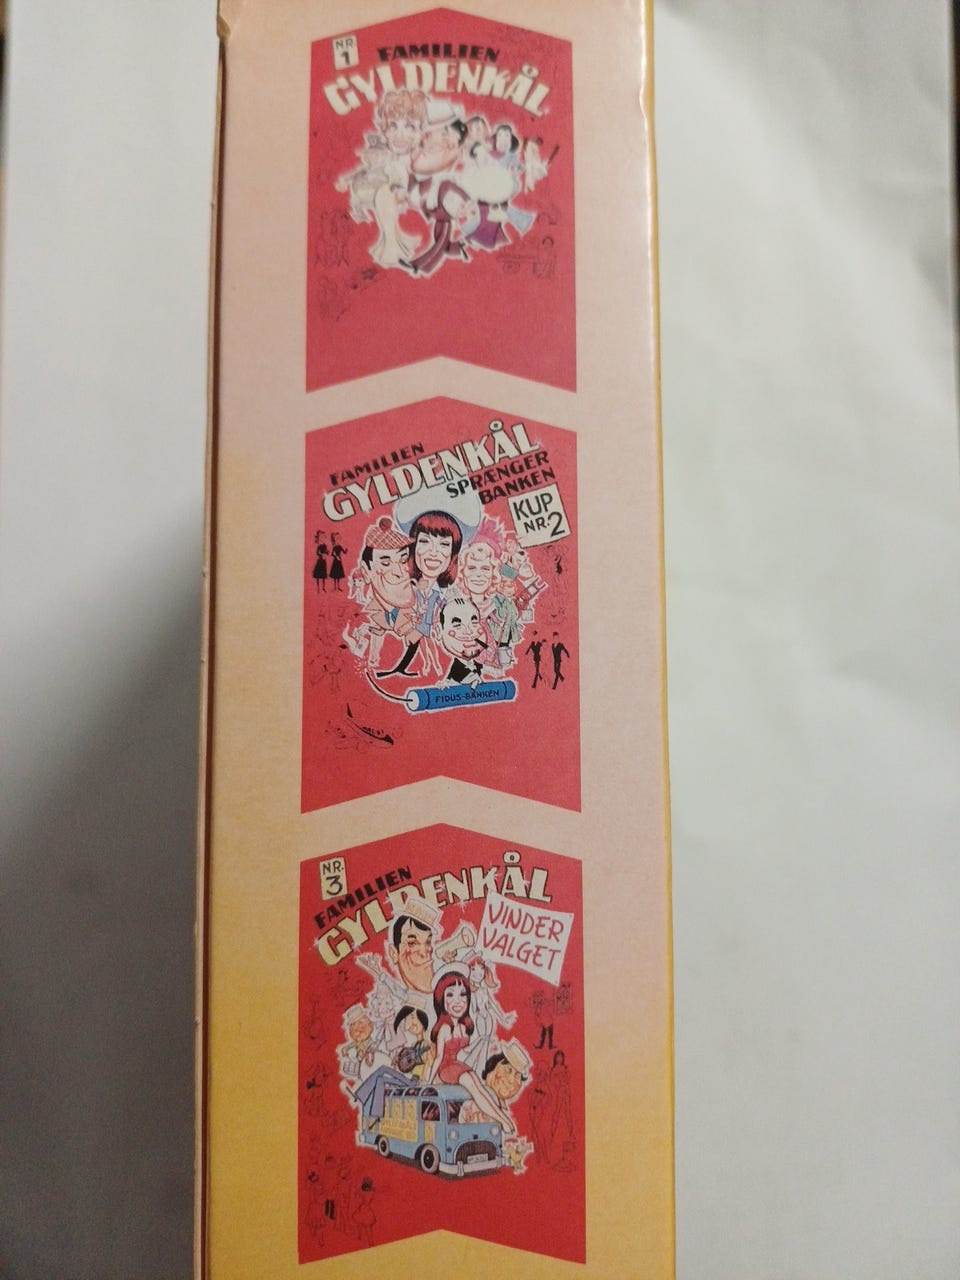 NR.
1
FAMILIEN
GYLDENKÅL
FAMILIEN
GYLDENKÅL
SPRÆNGER
BANKEN
KUP
NR.2
FIDUS-BANKEN
NR.
3
FAMILIEN
GYLDENKÅL
VINDER
VALGET